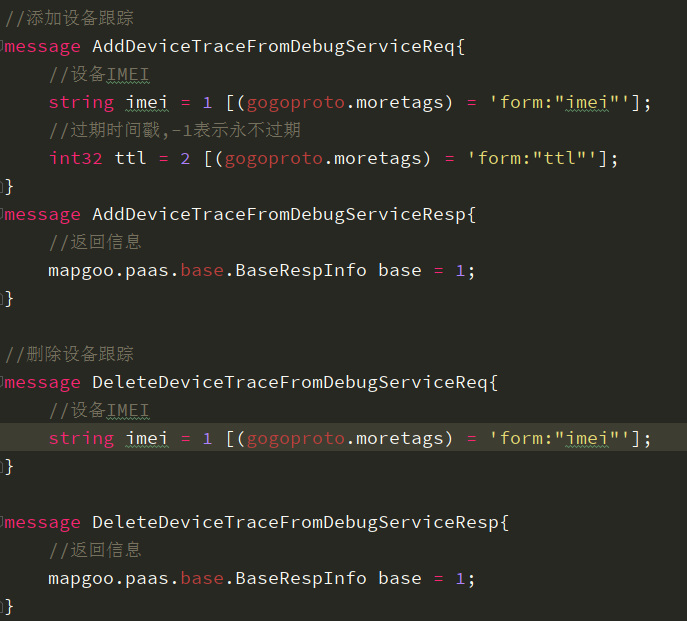 //添加设备跟踪
message AddDeviceTraceFromDebugServiceReq{
//设备IMEI
string imei = 1 [(gogoproto.moretags) = 'form:"imei"'];
//过期时间戳,-1表示永不过期
int32 ttl = 2 [(gogoproto.moretags) = 'form:"ttl"'];
}
message AddDeviceTraceFromDebugServiceResp{
//返回信息
mapgoo.paas.base.BaseRespInfo base = 1;
}
//删除设备跟踪
message DeleteDeviceTraceFromDebugServiceReq{
//设备IMEI
string imei = 1 [(gogoproto.moretags) = 'form:"imei"'];
}
message DeleteDeviceTraceFromDebugServiceResp{
//返回信息
mapgoo.paas.base.BaseRespInfo base = 1;
}